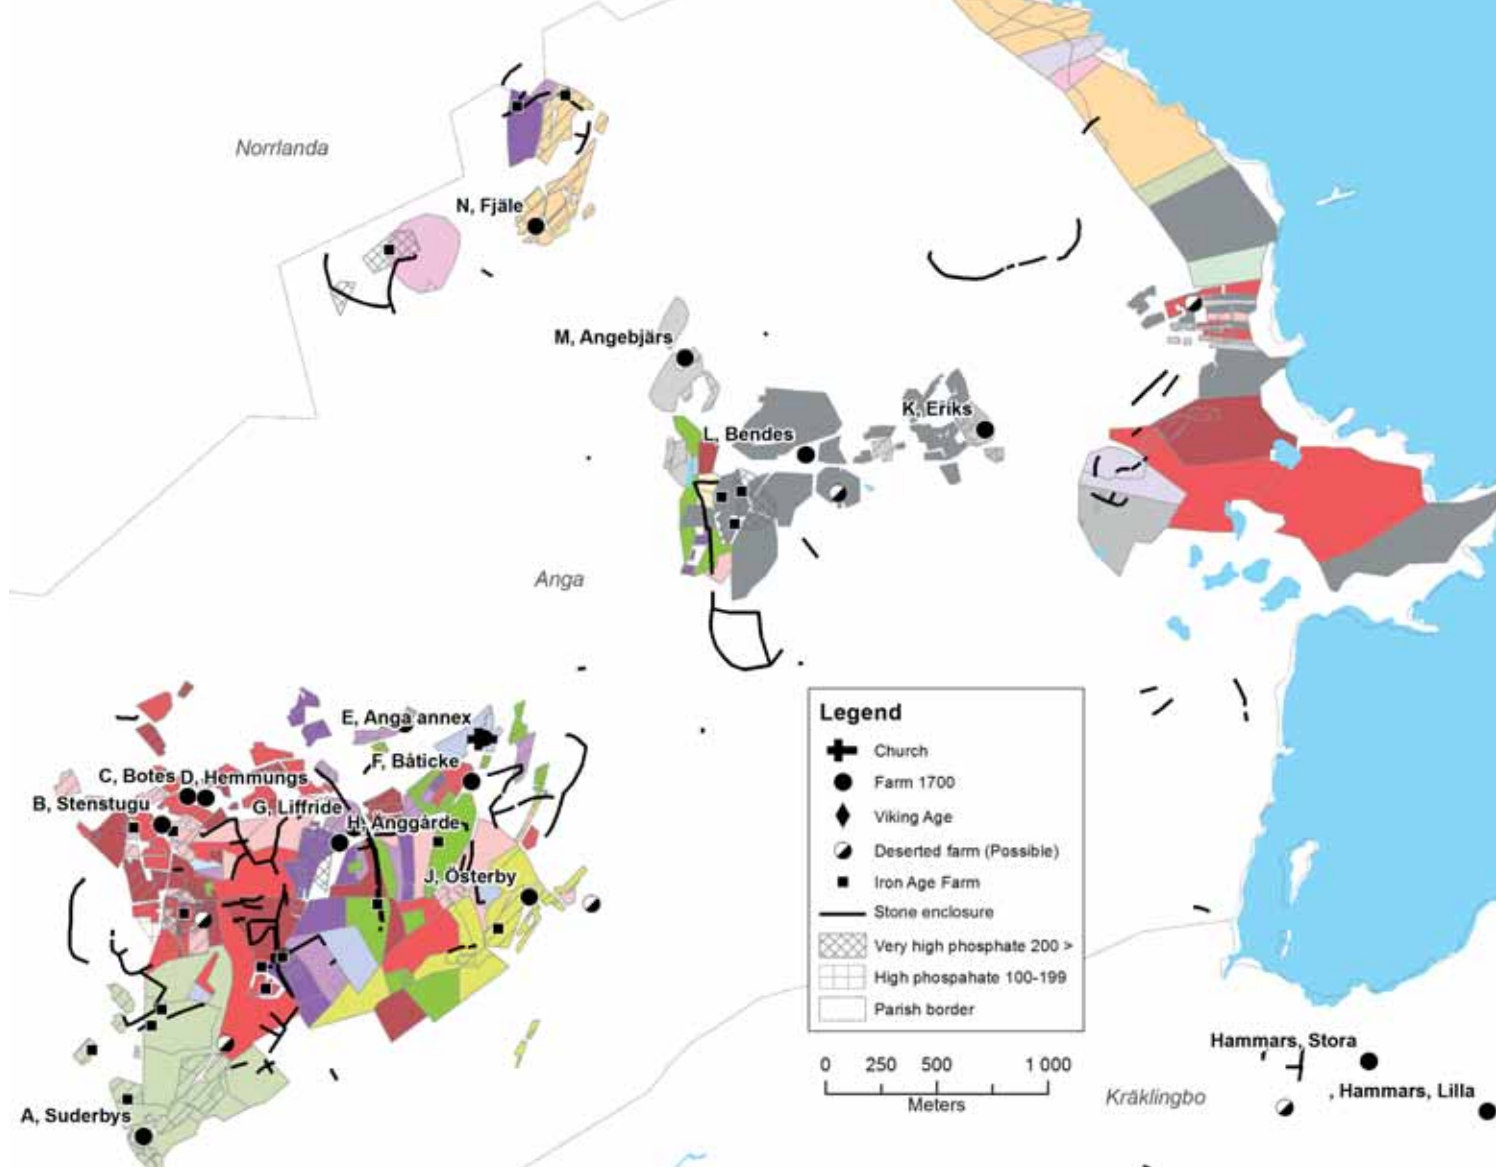 Norrlanda
N, Fjäle
M, Angebjärs
K, Eriks
L, Bendes
Anga
E, Anga annex
F, Båticke
C, Botes D, Hemmungs
B, Stenstugu
G, Liffride
H, Anggårde
J, Österby
A, Suderbys
Legend
Church
Farm 1700
Viking Age
Deserted farm (Possible)
Iron Age Farm
Stone enclosure
Very high phosphate 200 >
High phospahate 100-199
Parish border
0 250 500 1 000
Meters
Hammars, Stora
Kräklingbo
, Hammars, Lilla